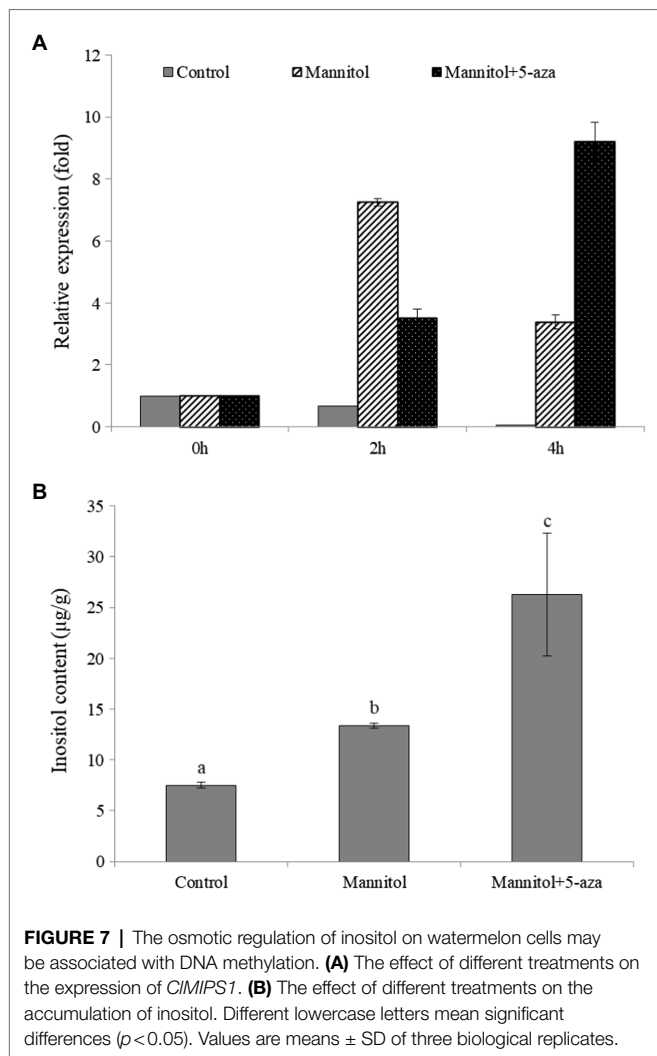 A
Control Mannitol Mannitol+5-aza
12
10
8
6
4
2
0
Relative expression (fold)
0h 2h 4h
B
35
30
25
20
15
10
5
0
Inositol content (µg/g)
a
b
c
Control Mannitol Mannitol+5-aza
FIGURE 7 | The osmotic regulation of inositol on watermelon cells may
be associated with DNA methylation. (A) The effect of different treatments on
the expression of ClMIPS1. (B) The effect of different treatments on the
accumulation of inositol. Different lowercase letters mean significant
differences (p<0.05). Values are means ± SD of three biological replicates.